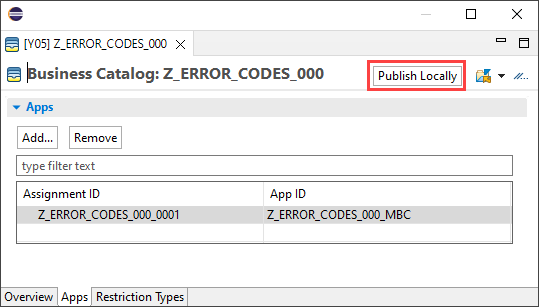 [Y05] Z_ERROR_CODES_000
Business Catalog: Z_ERROR_CODES_000
Publish Locally
Apps
Add... Remove
type filter text
Assignment ID App ID
Z_ERROR_CODES_000_0001 Z_ERROR_CODES_000_MBC
Overview Apps Restriction Types